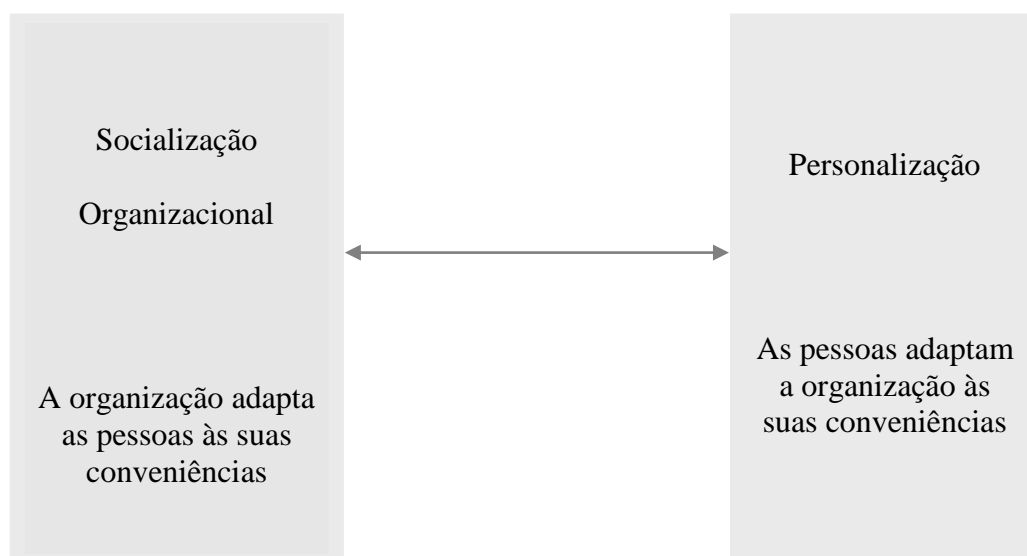 Socialização
Organizacional
A organização adapta
as pessoas às suas
conveniências
Personalização
As pessoas adaptam
a organização às
suas conveniências